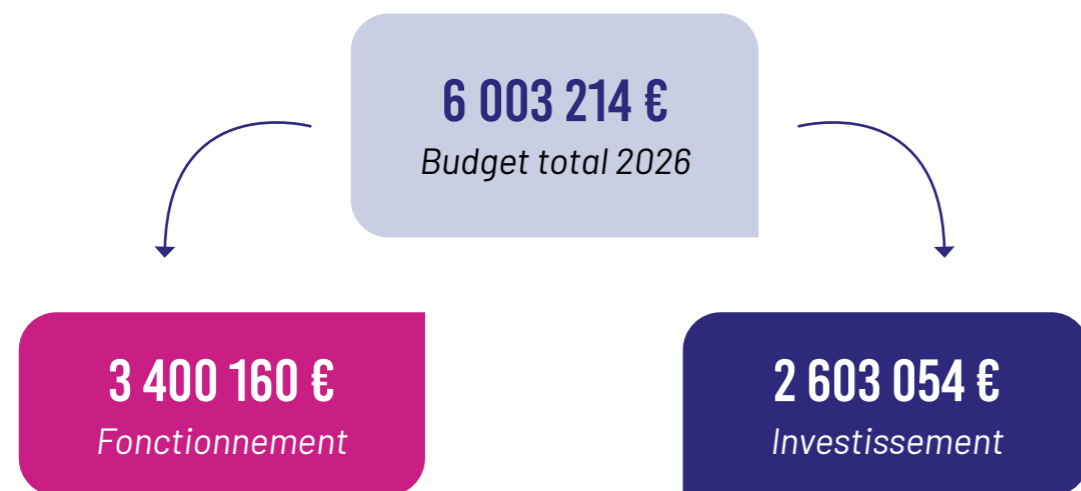 6 003 214 €
Budget total 2026
3 400 160 €
Fonctionnement
2 603 054 €
Investissement